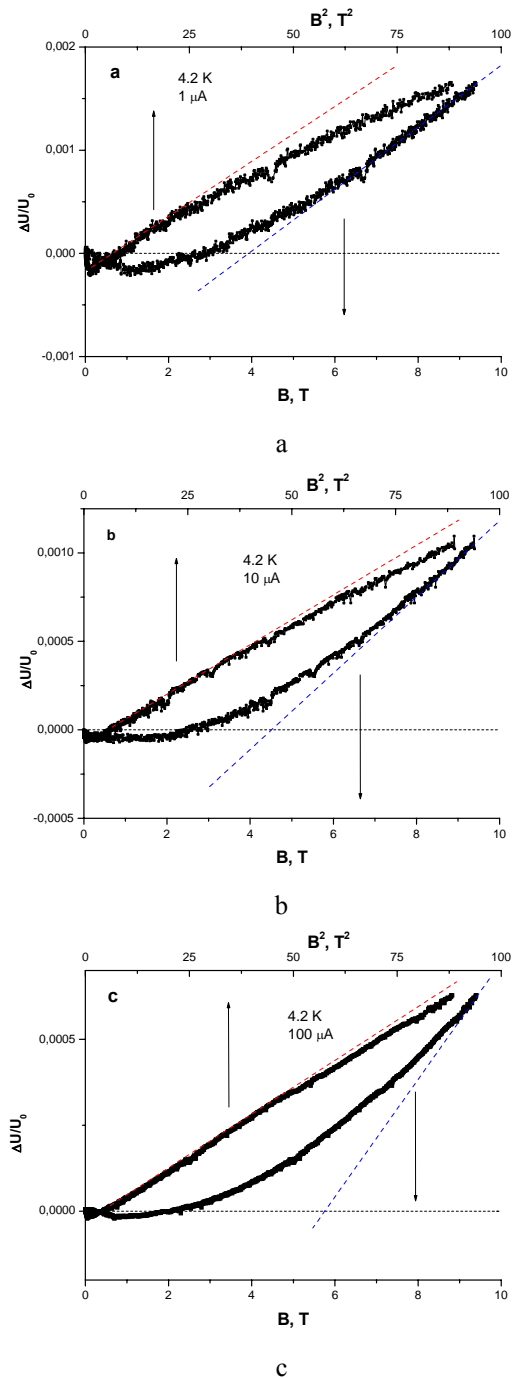 B², T²
0 25 50 75 100
0,002
a
4.2 K
1 μA
0,001
ΔU/U₀
0,000
-0,001
0 2 4 6 8 10
B, T
a
B², T²
0 25 50 75 100
b
4.2 K
10 μA
0,0010
0,0005
ΔU/U₀
0,0000
-0,0005
0 2 4 6 8 10
B, T
b
B², T²
0 25 50 75 100
c
4.2 K
100 μA
0,0005
ΔU/U₀
0,0000
0 2 4 6 8 10
B, T
c